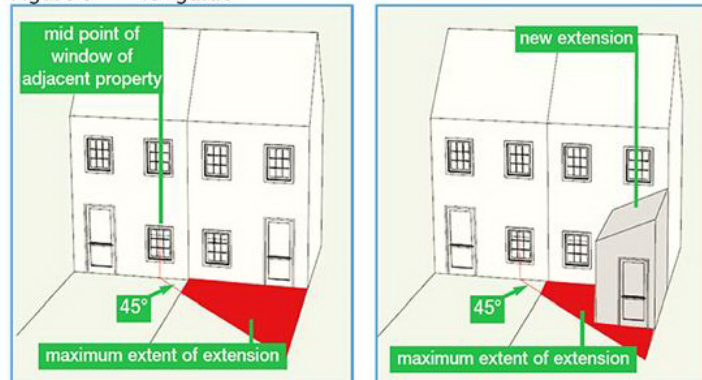 mid point of
window of
adjacent property
45°
maximum extent of extension
new extension
45°
maximum extent of extension